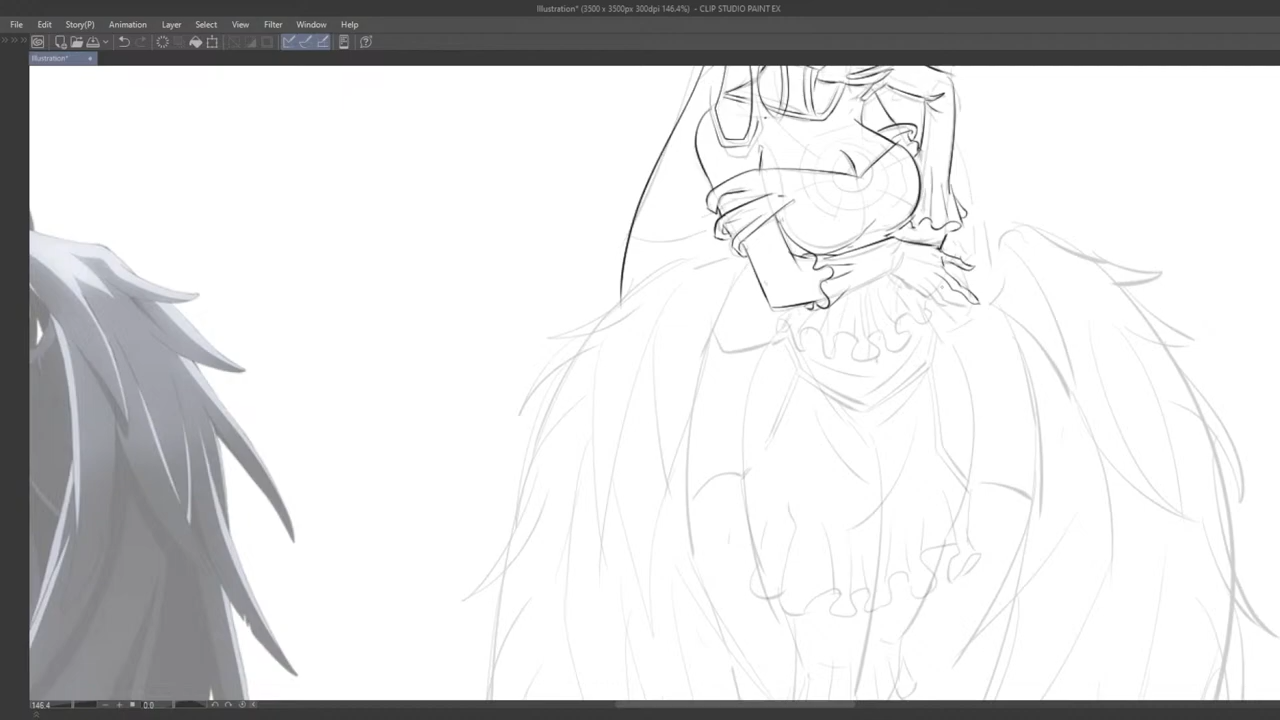 Illustration* (3500 x 3500px 300dpi 146.4%) - CLIP STUDIO PAINT EX
File Edit Story(P) Animation Layer Select View Filter Window Help
Illustration*
146.4
0:0